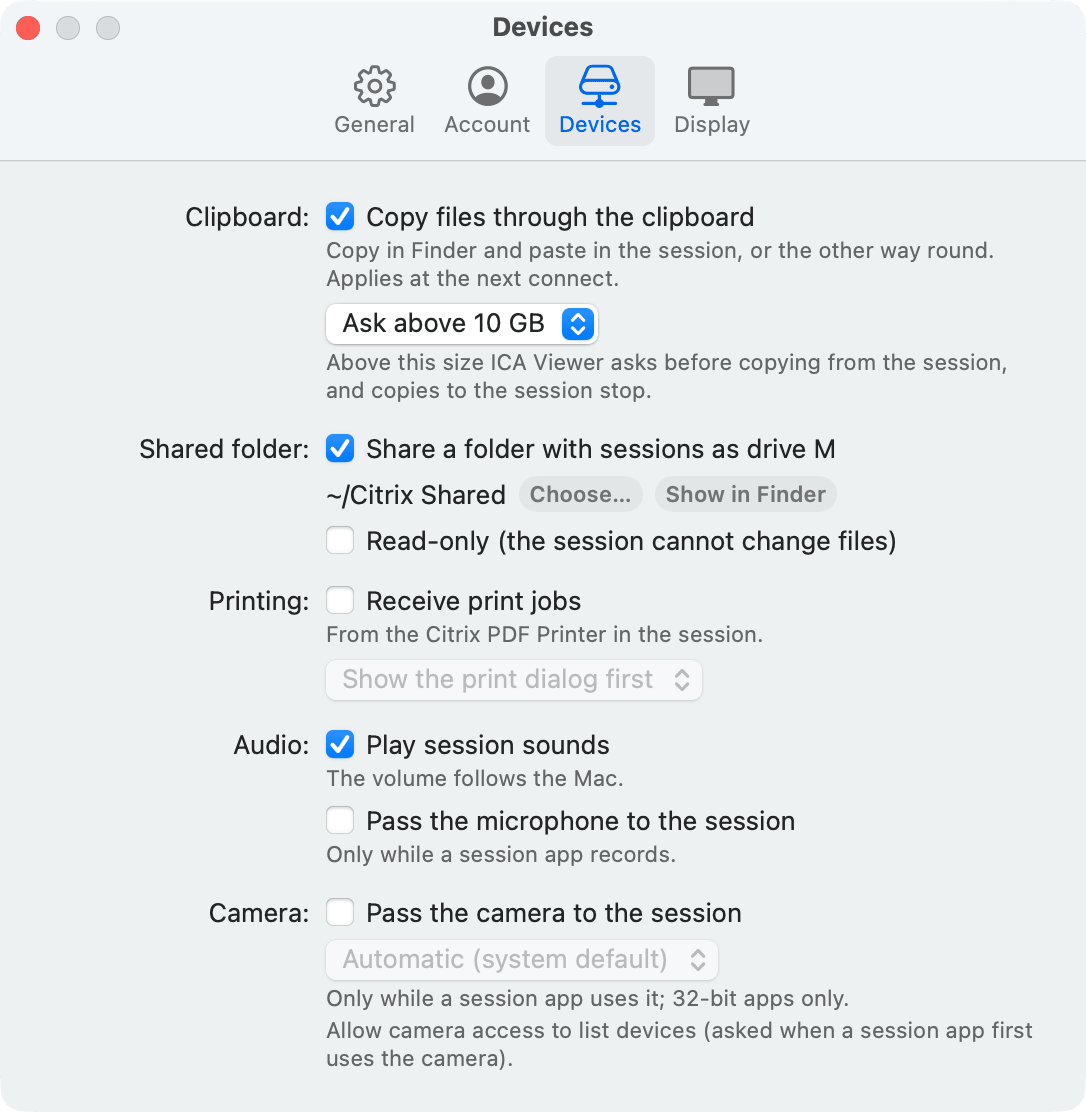 Devices
General
Account
Devices
Display
Clipboard: Copy files through the clipboard
Copy in Finder and paste in the session, or the other way round.
Applies at the next connect.
Ask above 10 GB
Above this size ICA Viewer asks before copying from the session,
and copies to the session stop.
Shared folder: Share a folder with sessions as drive M
~/Citrix Shared Choose... Show in Finder
Read-only (the session cannot change files)
Printing: Receive print jobs
From the Citrix PDF Printer in the session.
Show the print dialog first
Audio: Play session sounds
The volume follows the Mac.
Pass the microphone to the session
Only while a session app records.
Camera: Pass the camera to the session
Automatic (system default)
Only while a session app uses it; 32-bit apps only.
Allow camera access to list devices (asked when a session app first
uses the camera).